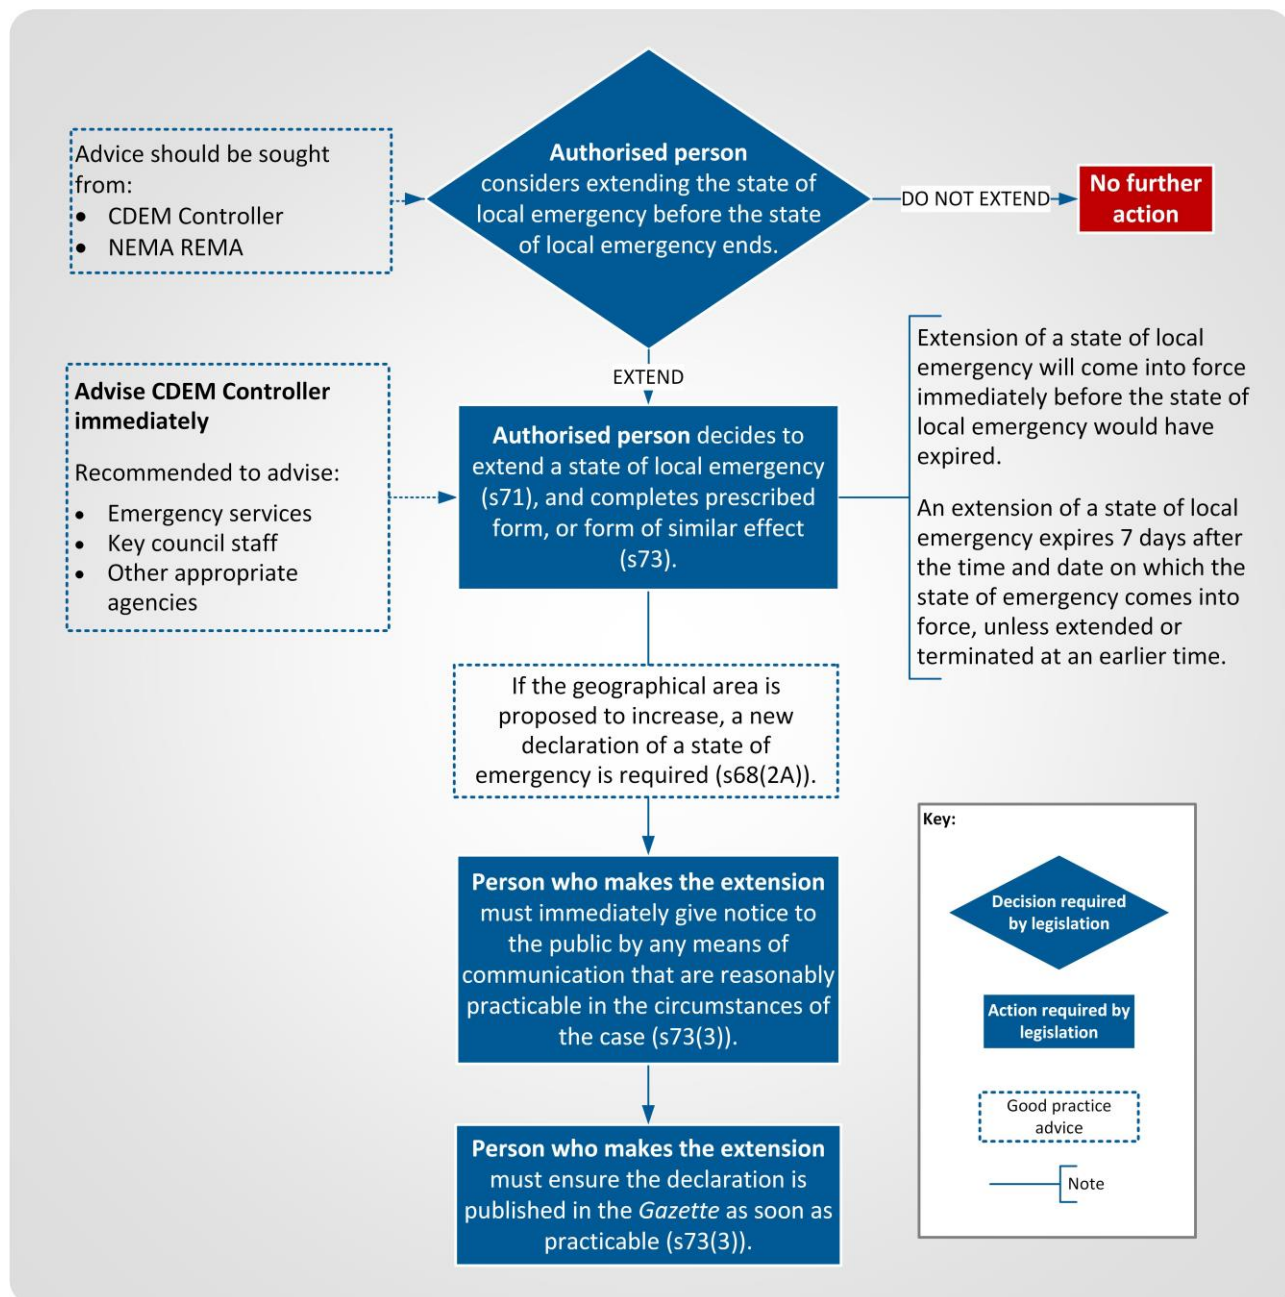 Advice should be sought
from:
• CDEM Controller
• NEMA REMA
Authorised person
considers extending the state of
local emergency before the state
of local emergency ends.
DO NOT EXTEND
No further
action
EXTEND
Advise CDEM Controller
immediately
Recommended to advise:
• Emergency services
• Key council staff
• Other appropriate
agencies
Authorised person decides to
extend a state of local emergency
(s71), and completes prescribed
form, or form of similar effect
(s73).
Extension of a state of local
emergency will come into force
immediately before the state of
local emergency would have
expired.
An extension of a state of local
emergency expires 7 days after
the time and date on which the
state of emergency comes into
force, unless extended or
terminated at an earlier time.
If the geographical area is
proposed to increase, a new
declaration of a state of
emergency is required (s68(2A)).
Person who makes the extension
must immediately give notice to
the public by any means of
communication that are reasonably
practicable in the circumstances of
the case (s73(3)).
Person who makes the extension
must ensure the declaration is
published in the Gazette as soon as
practicable (s73(3)).
Key:
Decision required
by legislation
Action required by
legislation
Good practice
advice
Note